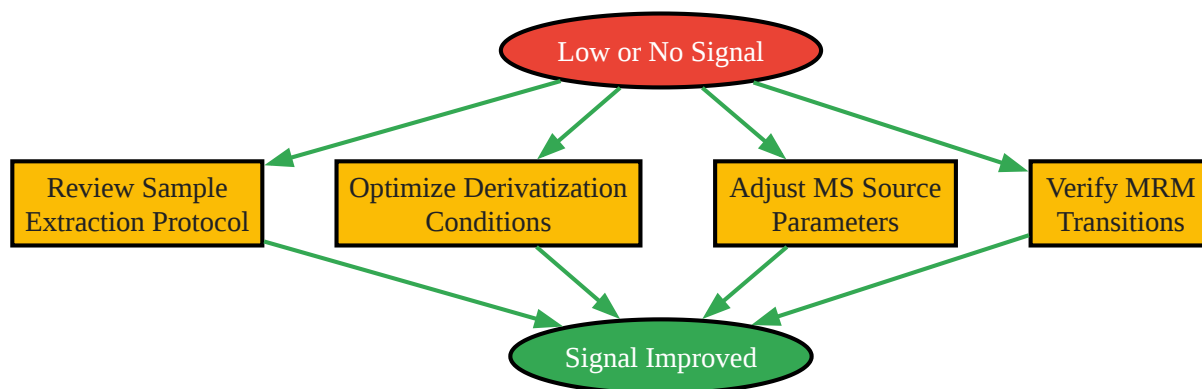 Low or No Signal
Review Sample
Extraction Protocol
Optimize Derivatization
Conditions
Adjust MS Source
Parameters
Verify MRM
Transitions
Signal Improved